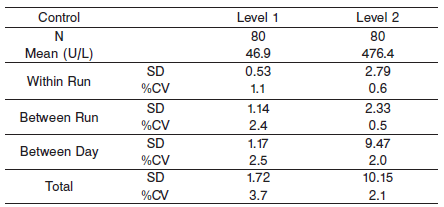 Control Level 1 Level 2
N 80 80
Mean (U/L) 46.9 476.4
Within Run SD 0.53 2.79
%CV 1.1 0.6
Between Run SD 1.14 2.33
%CV 2.4 0.5
Between Day SD 1.17 9.47
%CV 2.5 2.0
Total SD 1.72 10.15
%CV 3.7 2.1